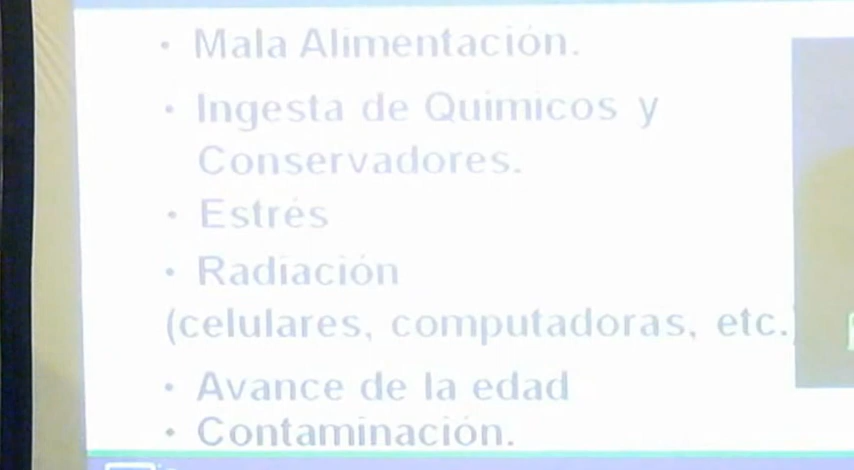 • Mala Alimentación.
• Ingesta de Quimicos y
Conservadores.
• Estrés
• Radiación
(celulares, computadoras, etc.)
• Avance de la edad
• Contaminación.